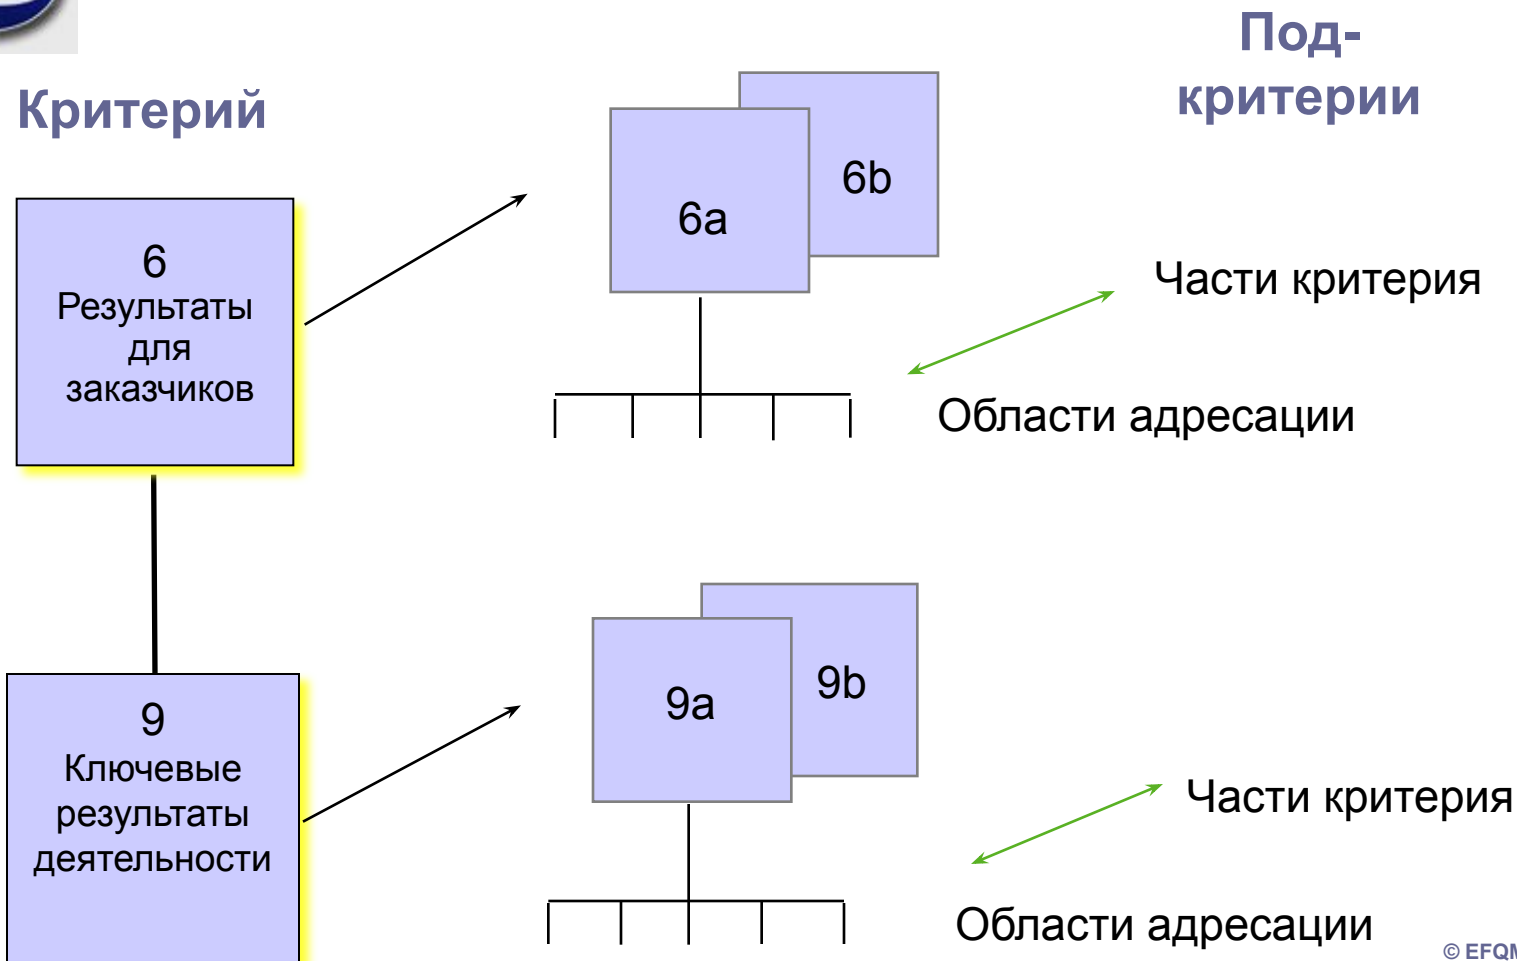 Под-
критерии
Критерий
6b
6a
6
Результаты
для
заказчиков
Части критерия
Области адресации
9b
9a
9
Ключевые
результаты
деятельности
Части критерия
Области адресации
© EFQM